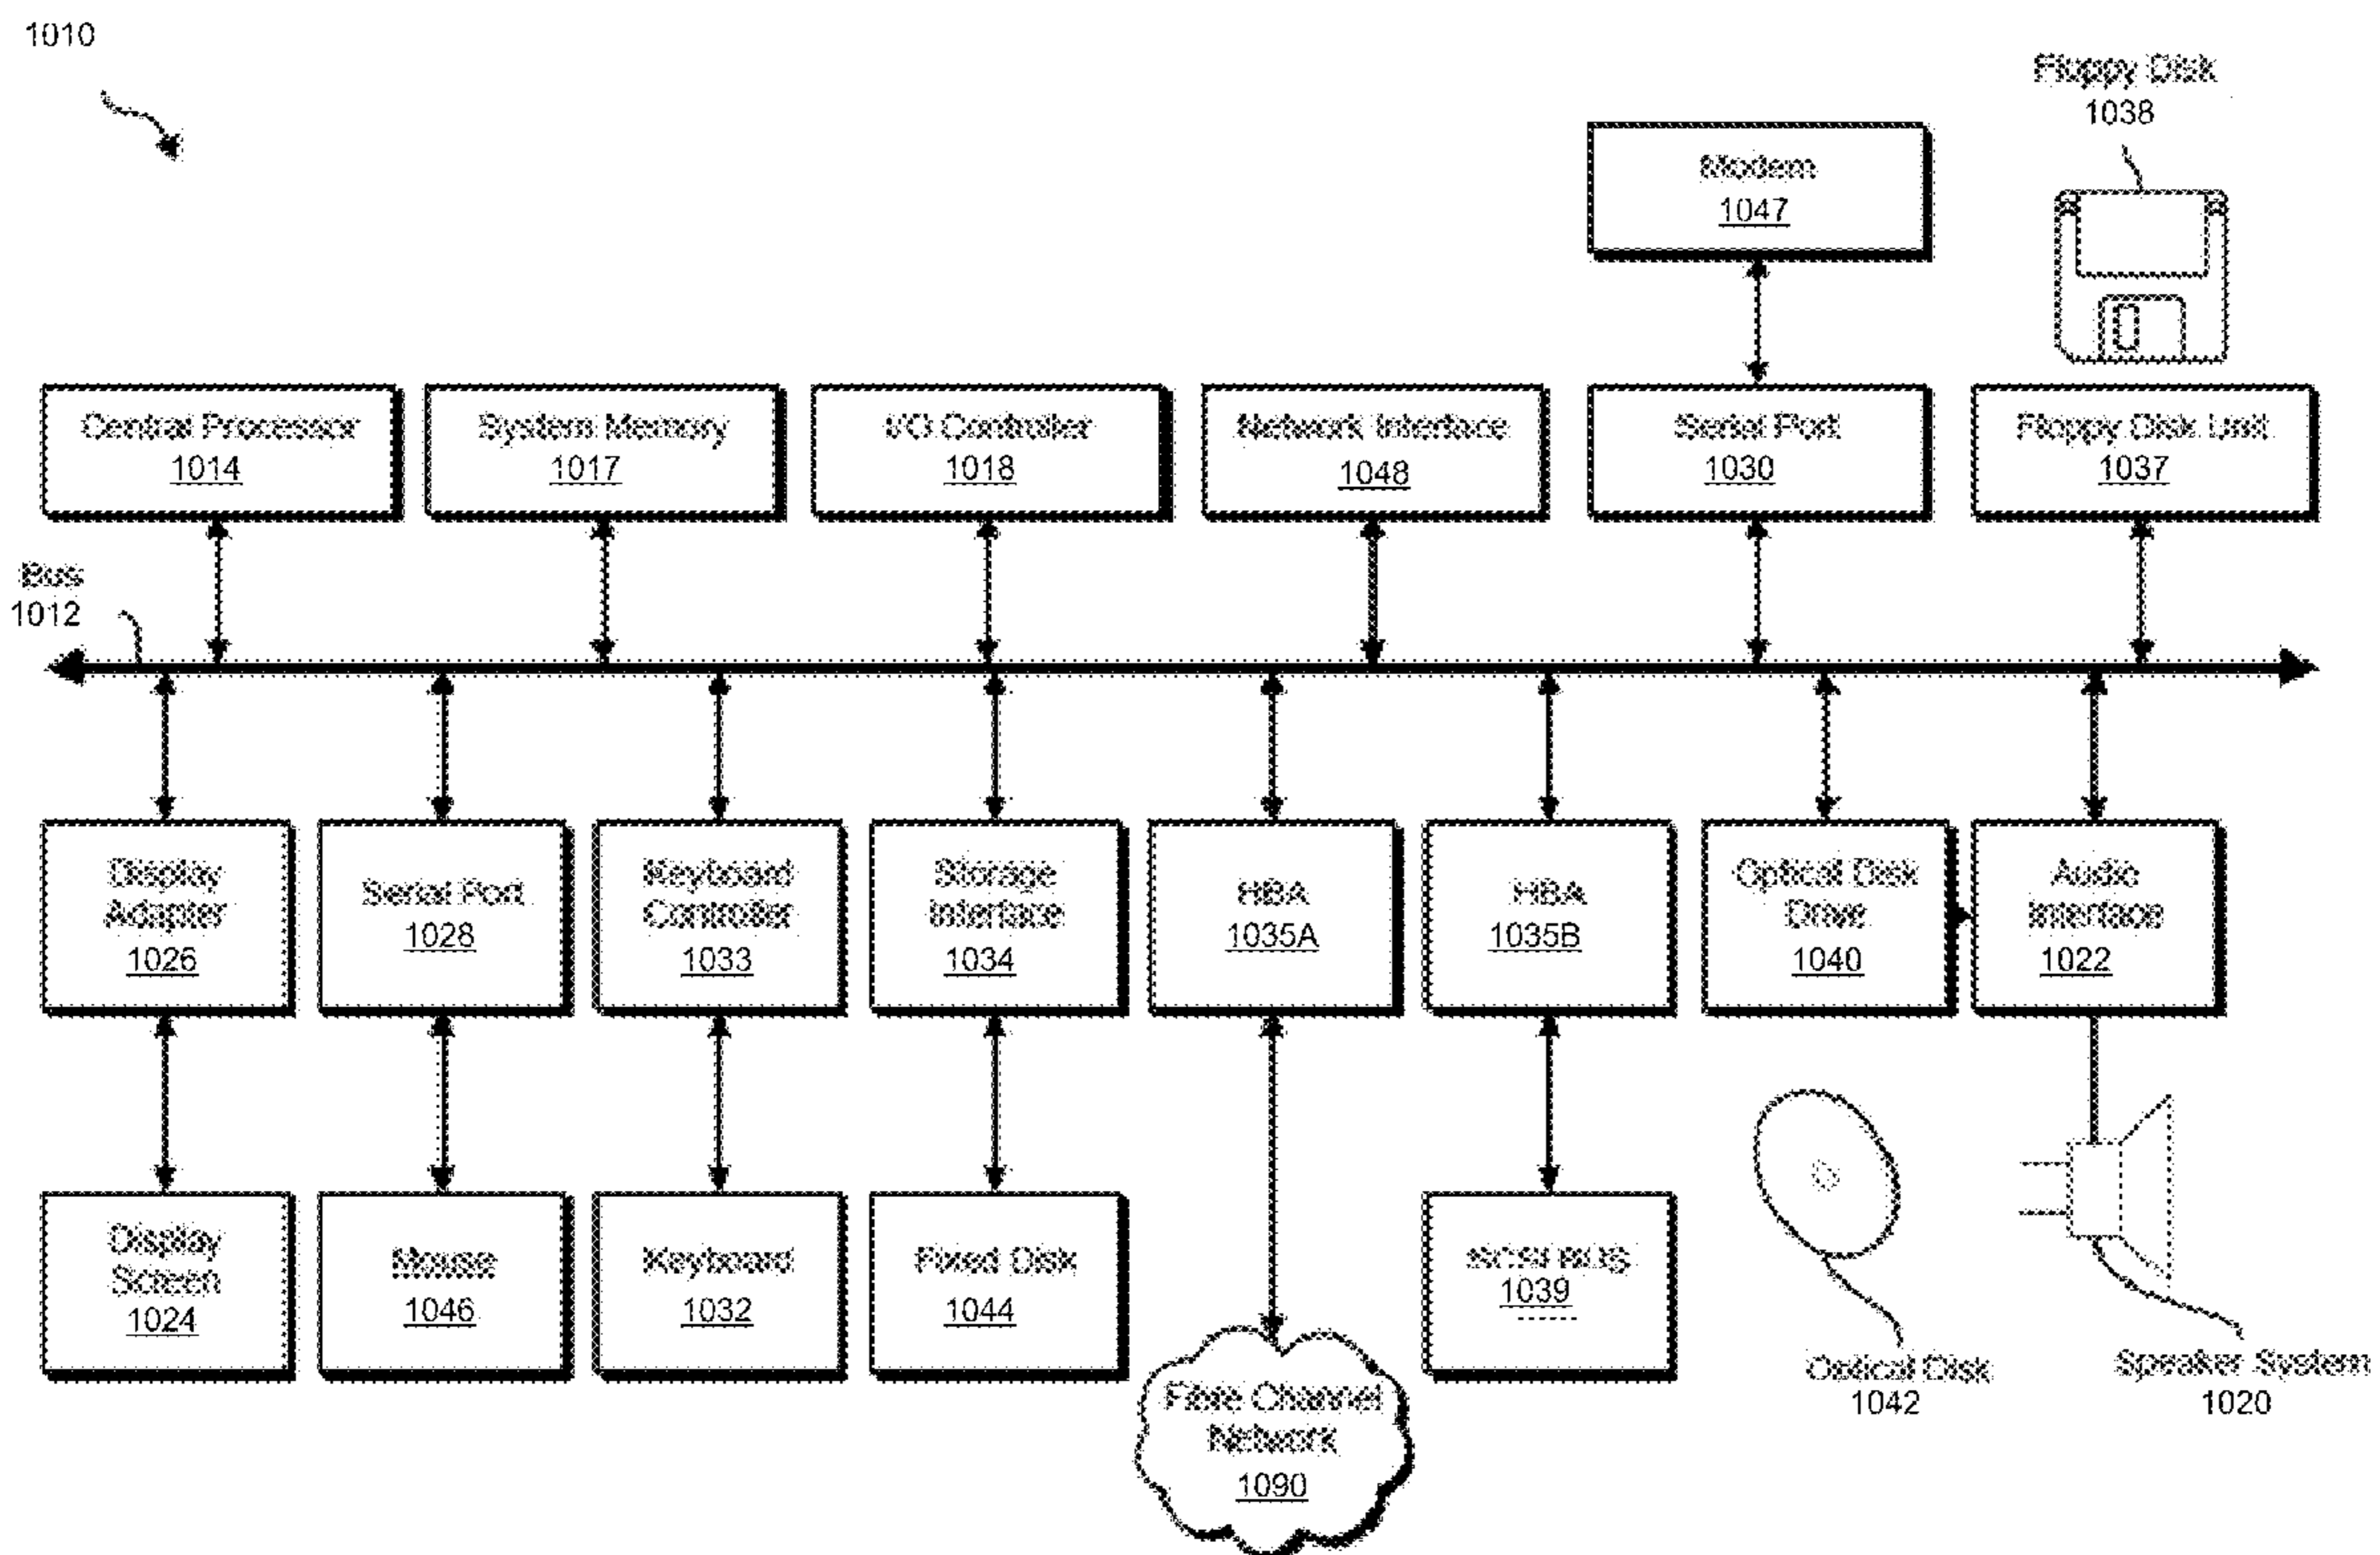 1010
Floppy Disk
1038
Modem
1047
Central Processor
1014
System Memory
1017
I/O Controller
1018
Network Interface
1048
Serial Port
1030
Floppy Disk Unit
1037
Bus
1012
Display
Adapter
1026
Serial Port
1028
Keyboard
Controller
1033
Storage
Interface
1034
HBA
1035A
HBA
1035B
Optical Disk
Drive
1040
Audio
Interface
1022
Display
Screen
1024
Mouse
1046
Keyboard
1032
Fixed Disk
1044
Fibre Channel
Network
1090
BUS
1039
Optical Disk
1042
Speaker System
1020